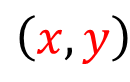 (x, y)